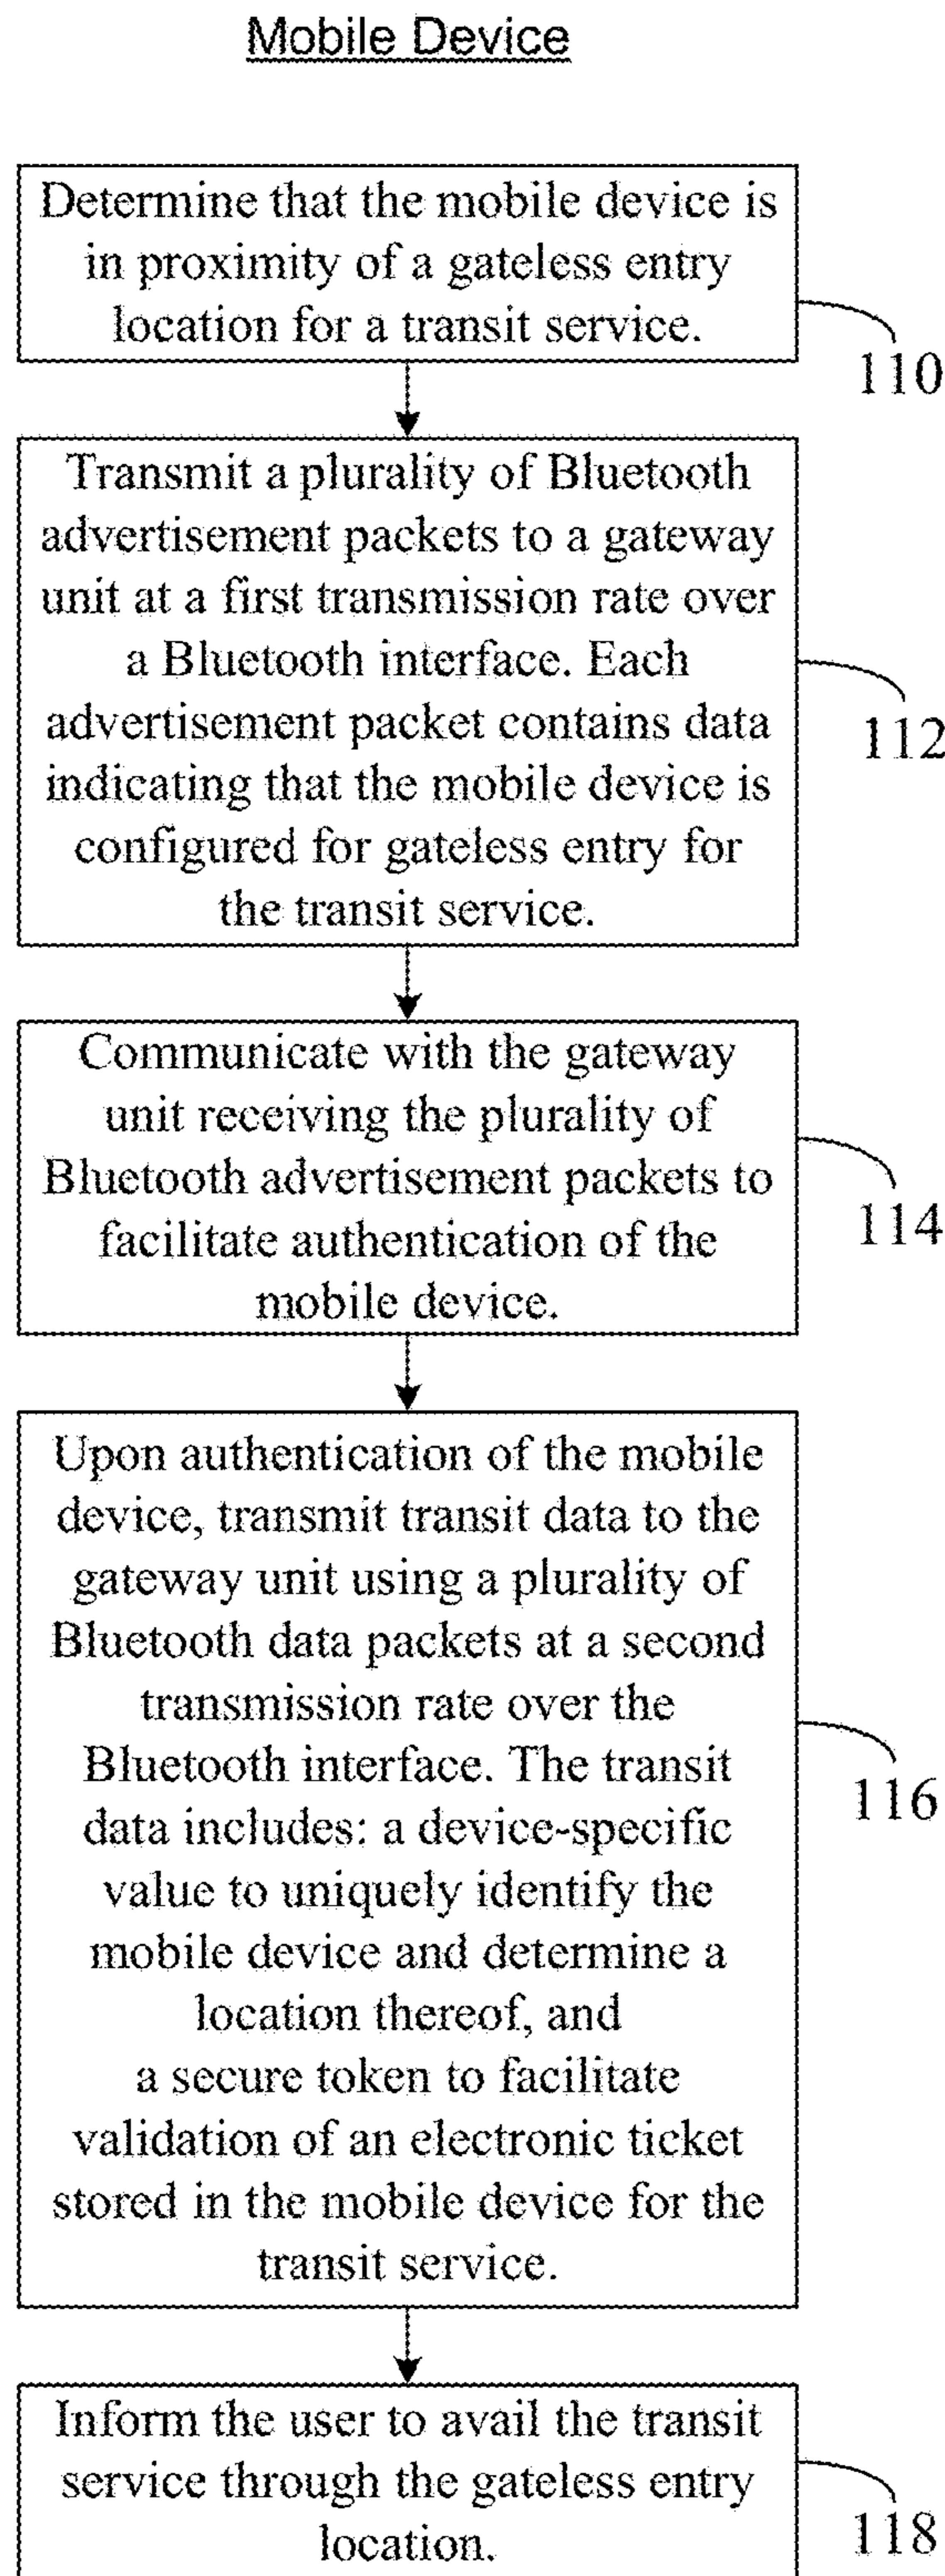 Mobile Device
Determine that the mobile device is
in proximity of a gateless entry
location for a transit service.
110
Transmit a plurality of Bluetooth
advertisement packets to a gateway
unit at a first transmission rate over
a Bluetooth interface. Each
advertisement packet contains data
indicating that the mobile device is
configured for gateless entry for
the transit service.
112
Communicate with the gateway
unit receiving the plurality of
Bluetooth advertisement packets to
facilitate authentication of the
mobile device.
114
Upon authentication of the mobile
device, transmit transit data to the
gateway unit using a plurality of
Bluetooth data packets at a second
transmission rate over the
Bluetooth interface. The transit
data includes: a device-specific
value to uniquely identify the
mobile device and determine a
location thereof, and
a secure token to facilitate
validation of an electronic ticket
stored in the mobile device for the
transit service.
116
Inform the user to avail the transit
service through the gateless entry
location.
118